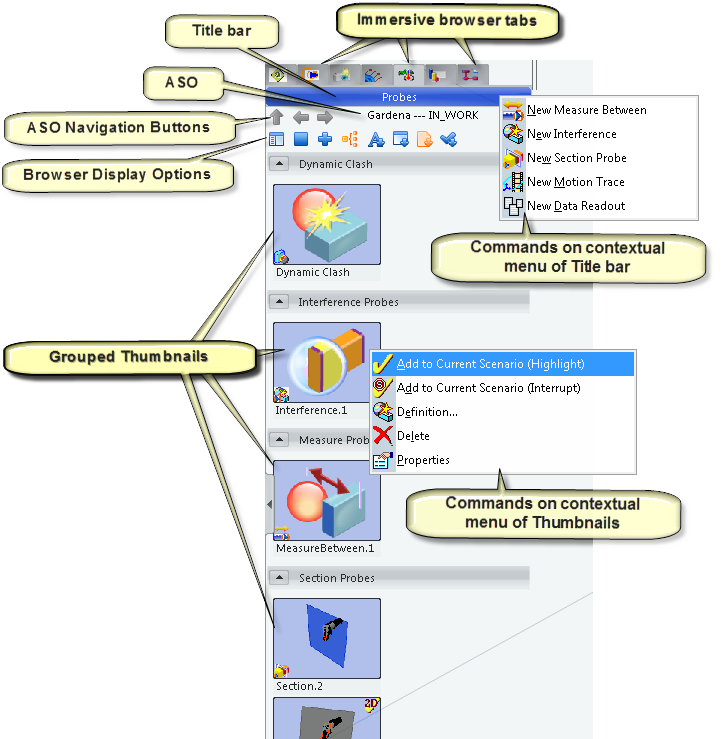 Immersive browser tabs
Title bar
ASO
Probes
Gardena --- IN_WORK
ASO Navigation Buttons
Browser Display Options
New Measure Between
New Interference
New Section Probe
New Motion Trace
New Data Readout
Commands on contextual
menu of Title bar
Dynamic Clash
Dynamic Clash
Interference Probes
Grouped Thumbnails
Interference.1
Add to Current Scenario (Highlight)
Add to Current Scenario (Interrupt)
Definition...
Delete
Properties
Measure Prob
Commands on contextual
menu of Thumbnails
MeasureBetween.1
Section Probes
Section.2
2D